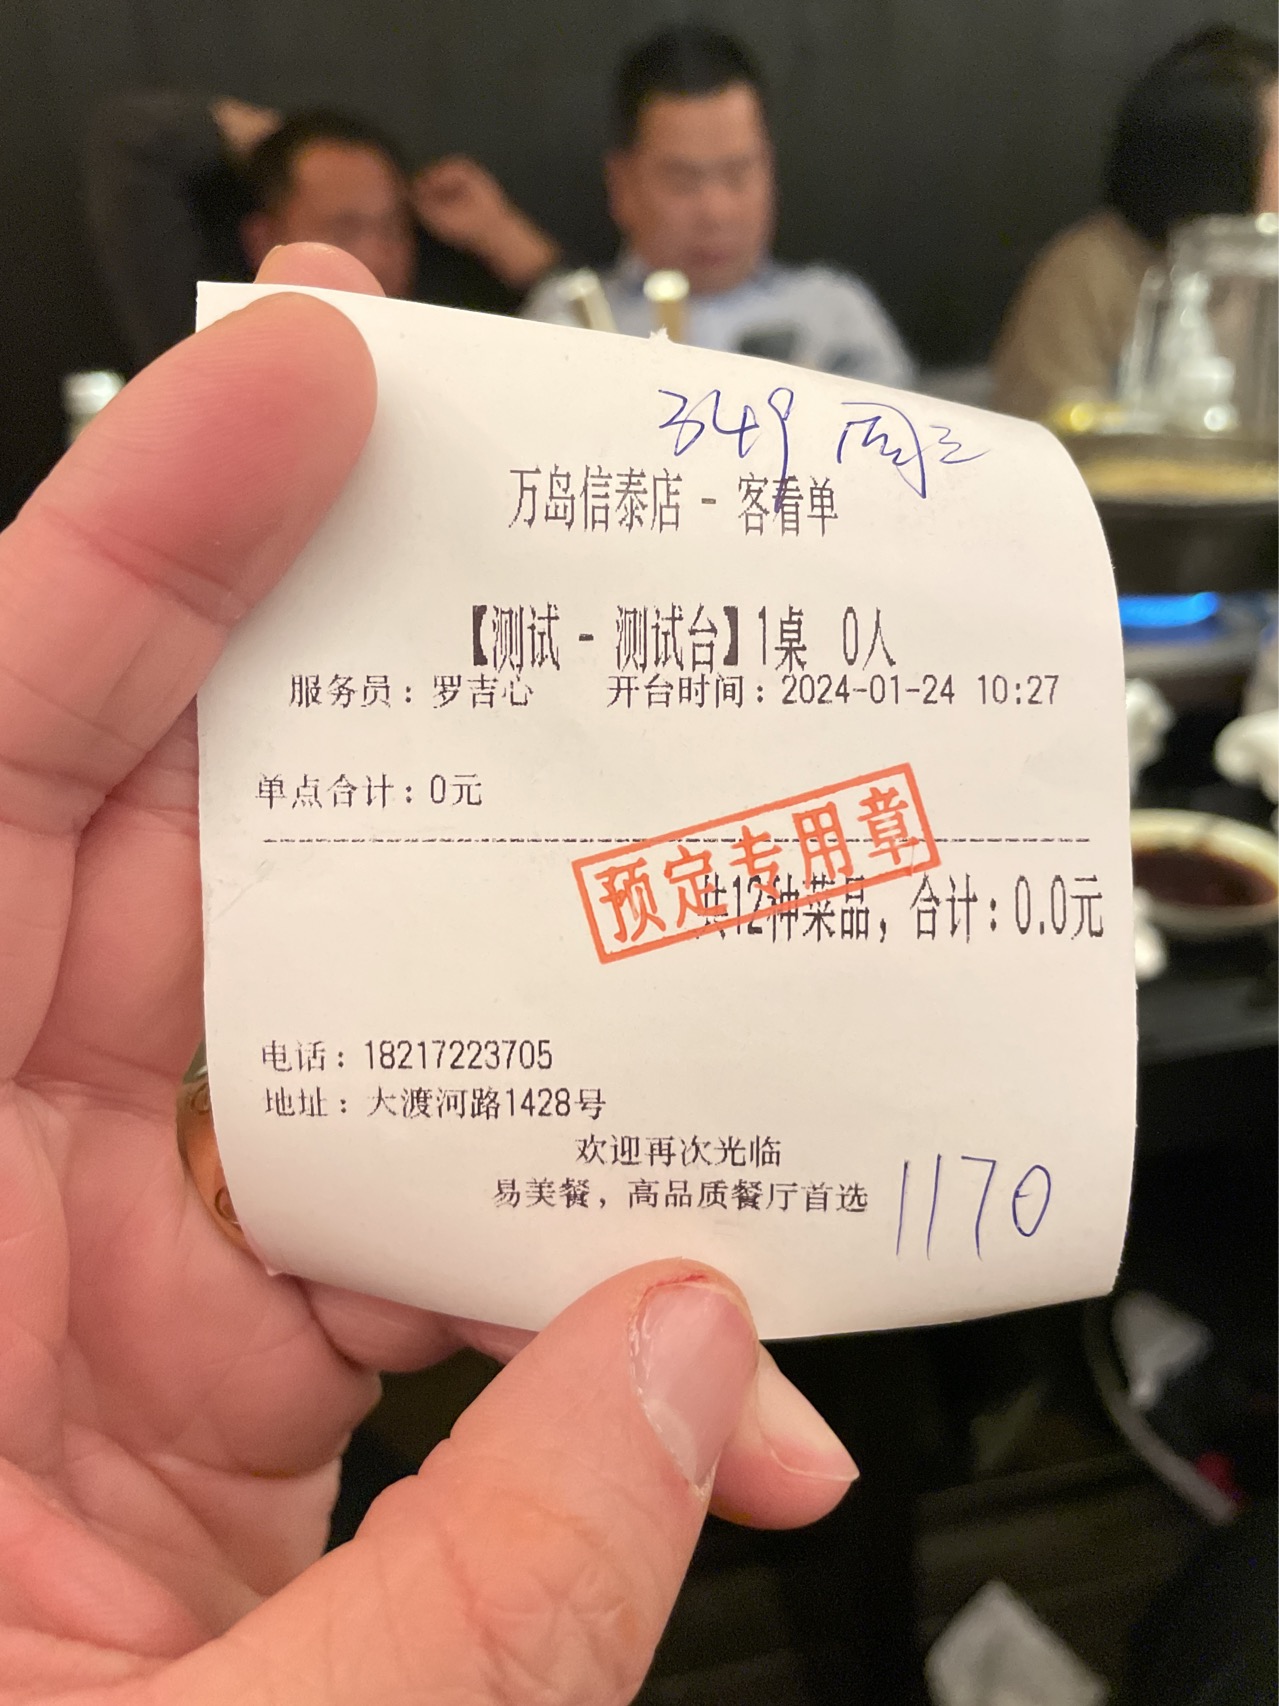 349 周三
万岛信泰店 - 客看单
【测试 - 测试台】1桌 0人
服务员：罗吉心 开台时间：2024-01-24 10:27
单点合计：0元
预定专用章
共12种菜品，合计：0.0元
电话：18217223705
地址：大渡河路1428号
欢迎再次光临
易美餐，高品质餐厅首选
1170